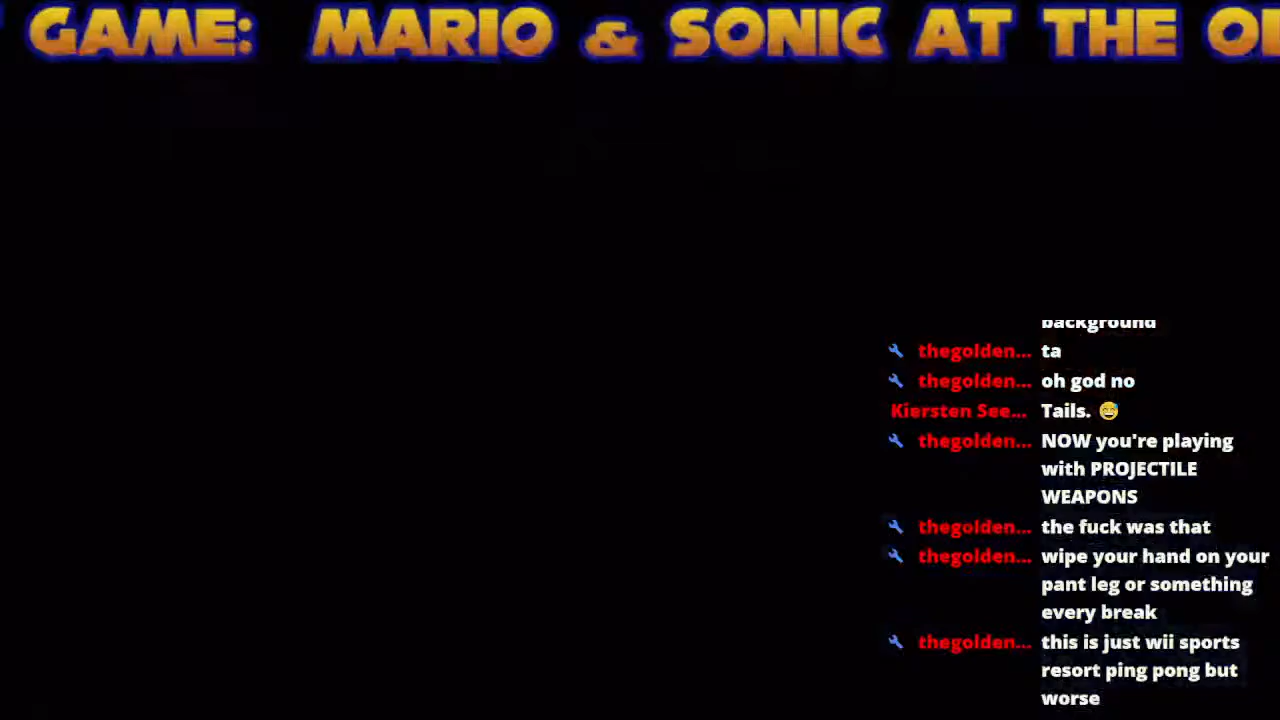 GAME: MARIO & SONIC AT THE
background
thegolden... ta
thegolden... oh god no
Kiersten See... Tails. 😅
thegolden... NOW you're playing
with PROJECTILE
WEAPONS
thegolden... the fuck was that
thegolden... wipe your hand on your
pant leg or something
every break
thegolden... this is just wii sports
resort ping pong but
worse